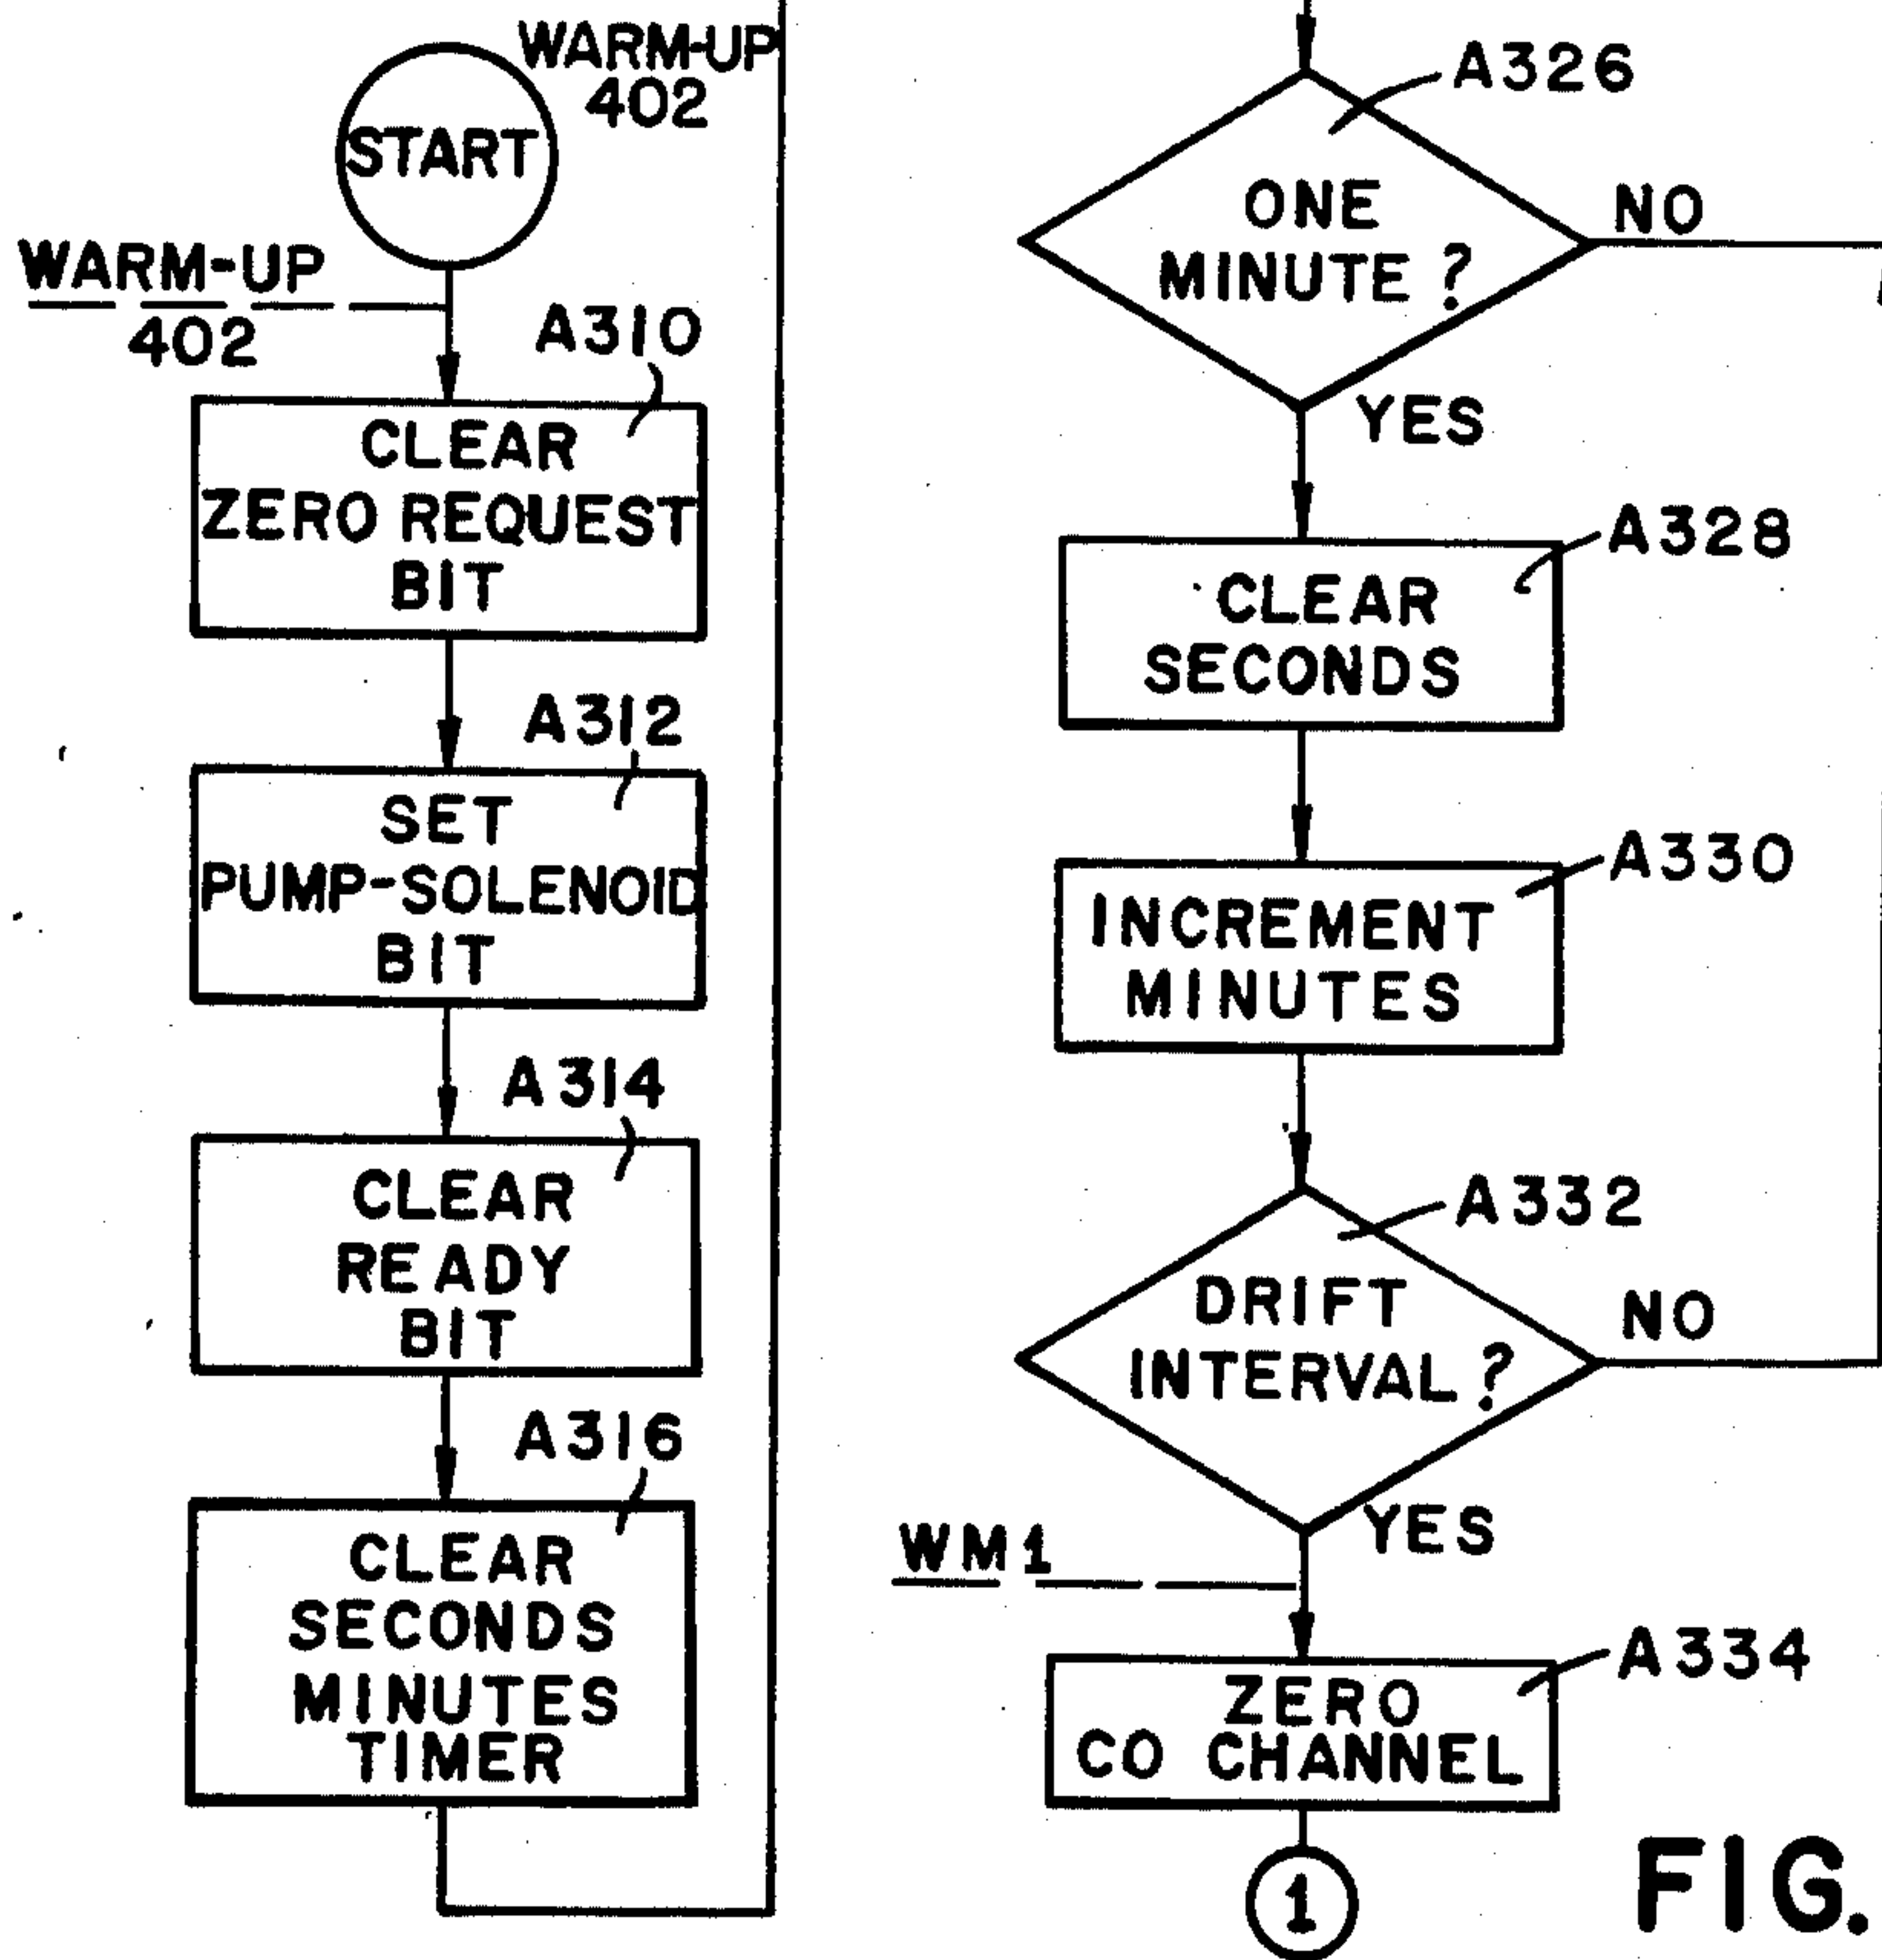 WARM-UP
402
START
WARM-UP
402
A310
CLEAR
ZERO REQUEST
BIT
A312
SET
PUMP-SOLENOID
BIT
A314
CLEAR
READY
BIT
A316
CLEAR
SECONDS
MINUTES
TIMER
A326
ONE
MINUTE ?
NO
YES
A328
CLEAR
SECONDS
A330
INCREMENT
MINUTES
A332
DRIFT
INTERVAL ?
NO
YES
WM1
A334
ZERO
CO CHANNEL
1
FIG.